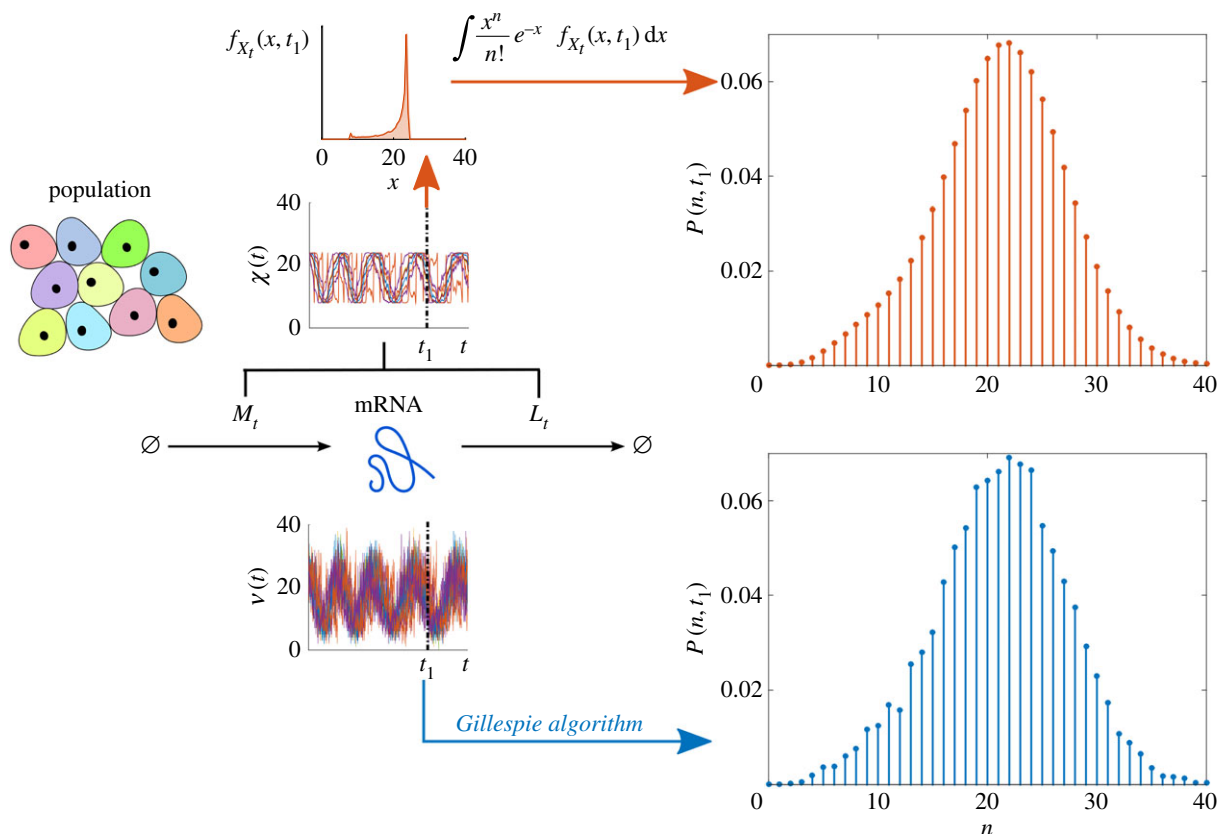 f_{X_t}(x, t_1)
∫ x^n/n! e^{-x} f_{X_t}(x, t_1) dx
0 20 40
x
population
40
20
0
χ(t)
t_1 t
M_t
mRNA
L_t
∅
∅
40
20
0
ν(t)
t_1 t
Gillespie algorithm
0.06
0.04
0.02
P(n, t_1)
0 10 20 30 40
0.06
0.04
0.02
P(n, t_1)
0 10 20 30 40
n